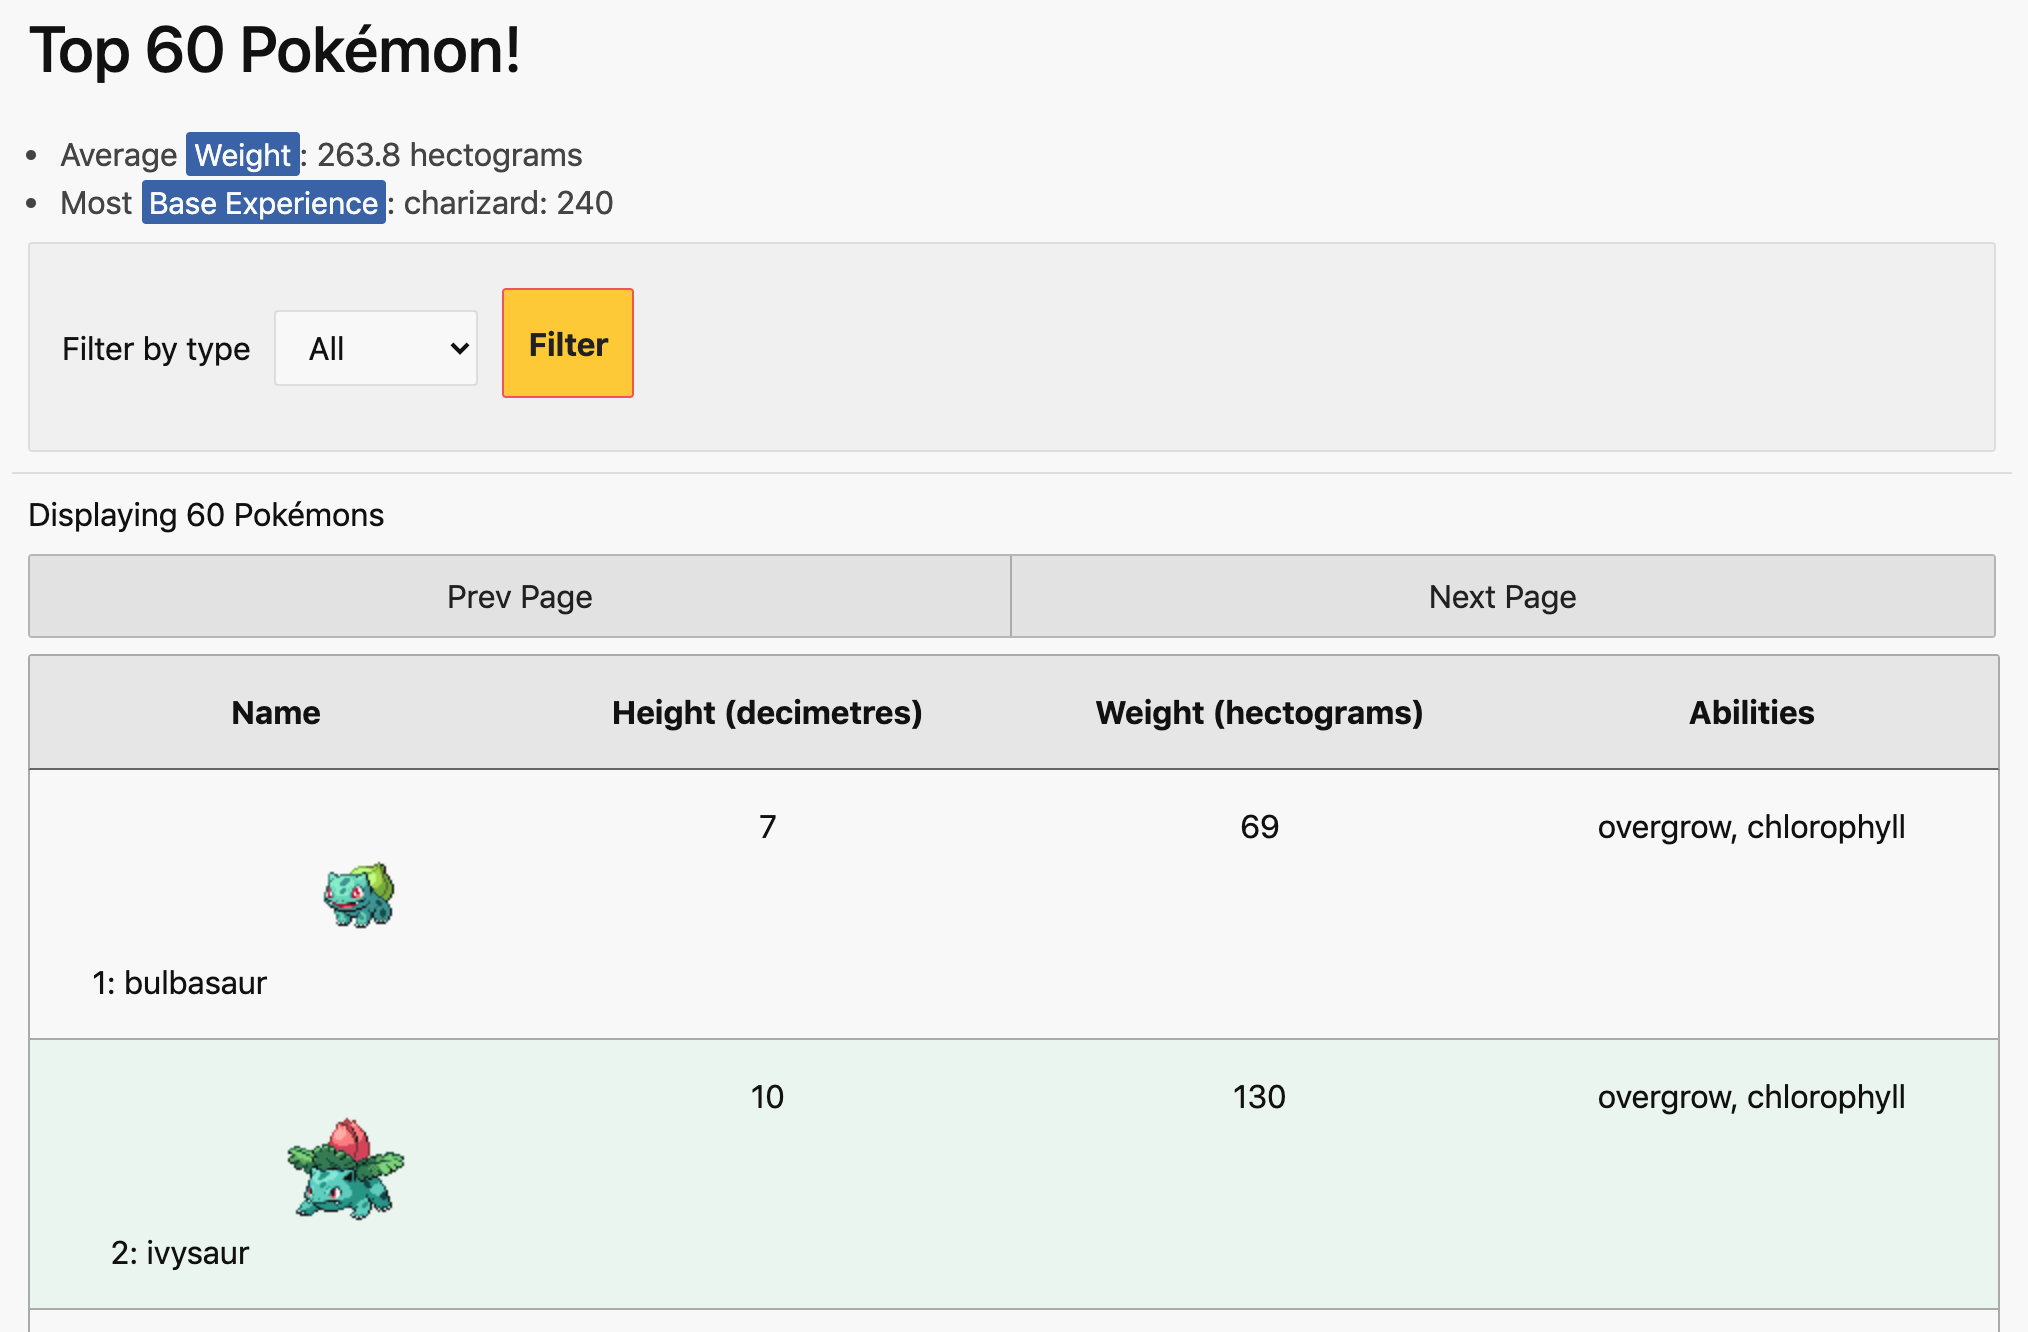 Top 60 Pokémon!
Average Weight: 263.8 hectograms
Most Base Experience: charizard: 240
Filter by type All Filter
Displaying 60 Pokémons
Prev Page Next Page
Name Height (decimetres) Weight (hectograms) Abilities
7 69 overgrow, chlorophyll
1: bulbasaur
10 130 overgrow, chlorophyll
2: ivysaur